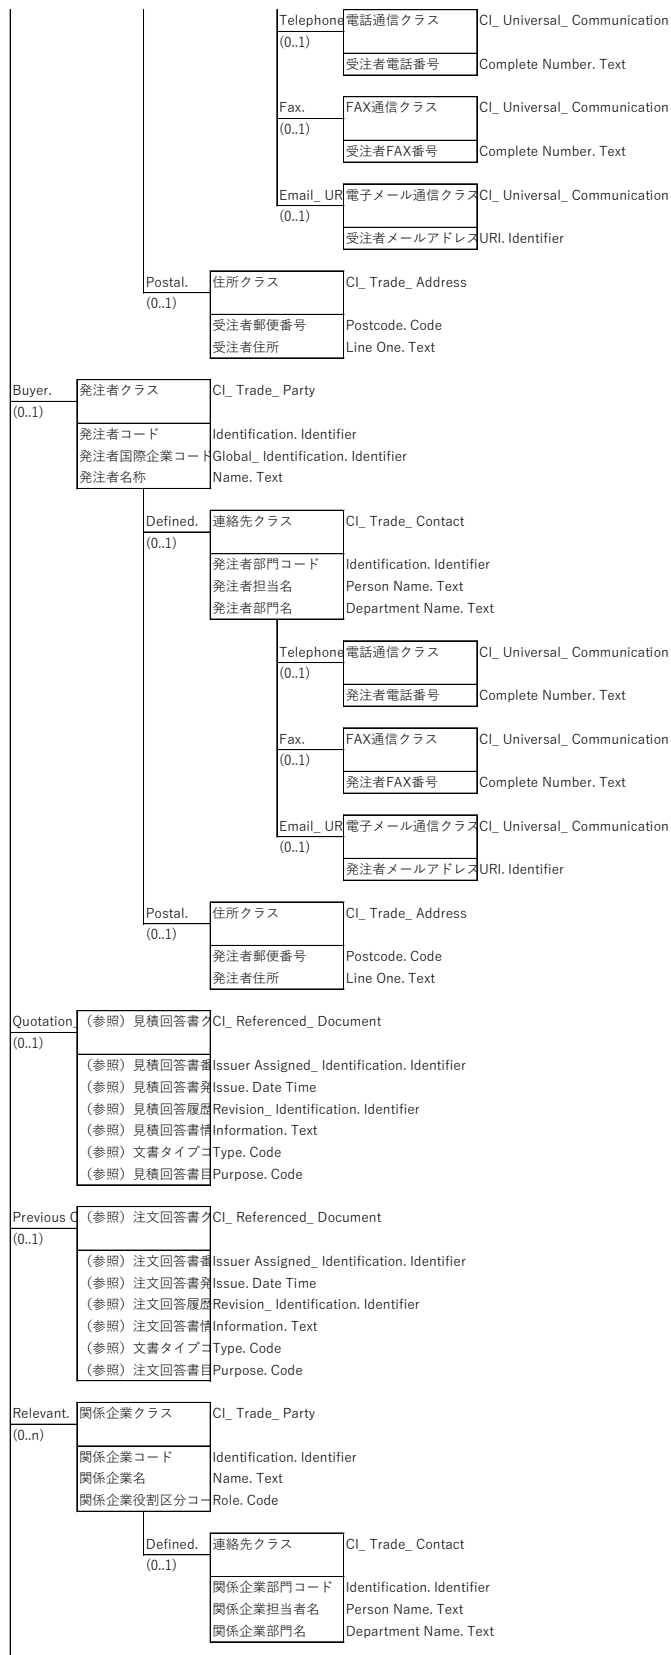 Telephone 電話通信クラス CI_ Universal_ Communication
(0..1)
受注者電話番号 Complete Number. Text
Fax. FAX通信クラス CI_ Universal_ Communication
(0..1)
受注者FAX番号 Complete Number. Text
Email_ UR 電子メール通信クラス CI_ Universal_ Communication
(0..1)
受注者メールアドレス URI. Identifier
Postal. 住所クラス CI_ Trade_ Address
(0..1)
受注者郵便番号 Postcode. Code
受注者住所 Line One. Text
Buyer. 発注者クラス CI_ Trade_ Party
(0..1)
発注者コード Identification. Identifier
発注者国際企業コード Global_ Identification. Identifier
発注者名称 Name. Text
Defined. 連絡先クラス CI_ Trade_ Contact
(0..1)
発注者部門コード Identification. Identifier
発注者担当名 Person Name. Text
発注者部門名 Department Name. Text
Telephone 電話通信クラス CI_ Universal_ Communication
(0..1)
発注者電話番号 Complete Number. Text
Fax. FAX通信クラス CI_ Universal_ Communication
(0..1)
発注者FAX番号 Complete Number. Text
Email_ UR 電子メール通信クラス CI_ Universal_ Communication
(0..1)
発注者メールアドレス URI. Identifier
Postal. 住所クラス CI_ Trade_ Address
(0..1)
発注者郵便番号 Postcode. Code
発注者住所 Line One. Text
Quotation_ （参照）見積回答書ク CI_ Referenced_ Document
(0..1)
（参照）見積回答書番 Issuer Assigned_ Identification. Identifier
（参照）見積回答書発 Issue. Date Time
（参照）見積回答履歴 Revision_ Identification. Identifier
（参照）見積回答書情 Information. Text
（参照）文書タイプコ Type. Code
（参照）見積回答書目 Purpose. Code
Previous C （参照）注文回答書ク CI_ Referenced_ Document
(0..1)
（参照）注文回答書番 Issuer Assigned_ Identification. Identifier
（参照）注文回答書発 Issue. Date Time
（参照）注文回答履歴 Revision_ Identification. Identifier
（参照）注文回答書情 Information. Text
（参照）文書タイプコ Type. Code
（参照）注文回答書目 Purpose. Code
Relevant. 関係企業クラス CI_ Trade_ Party
(0..n)
関係企業コード Identification. Identifier
関係企業名 Name. Text
関係企業役割区分コー Role. Code
Defined. 連絡先クラス CI_ Trade_ Contact
(0..1)
関係企業部門コード Identification. Identifier
関係企業担当者名 Person Name. Text
関係企業部門名 Department Name. Text